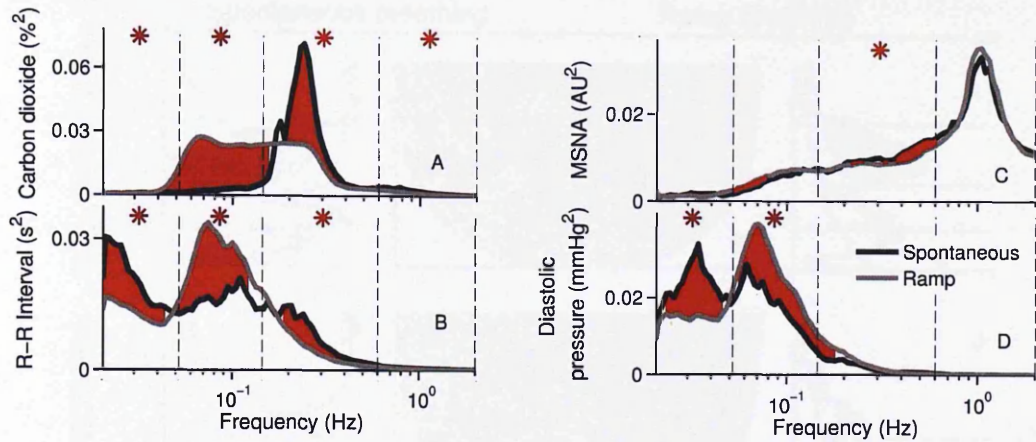 Carbon dioxide (%²)
0.06
0.03
0
A
R–R Interval (s²)
0.03
0
B
10⁻¹
10⁰
Frequency (Hz)
MSNA (AU²)
0.02
0
C
Diastolic
pressure (mmHg²)
0.02
0
Spontaneous
Ramp
D
10⁻¹
10⁰
Frequency (Hz)